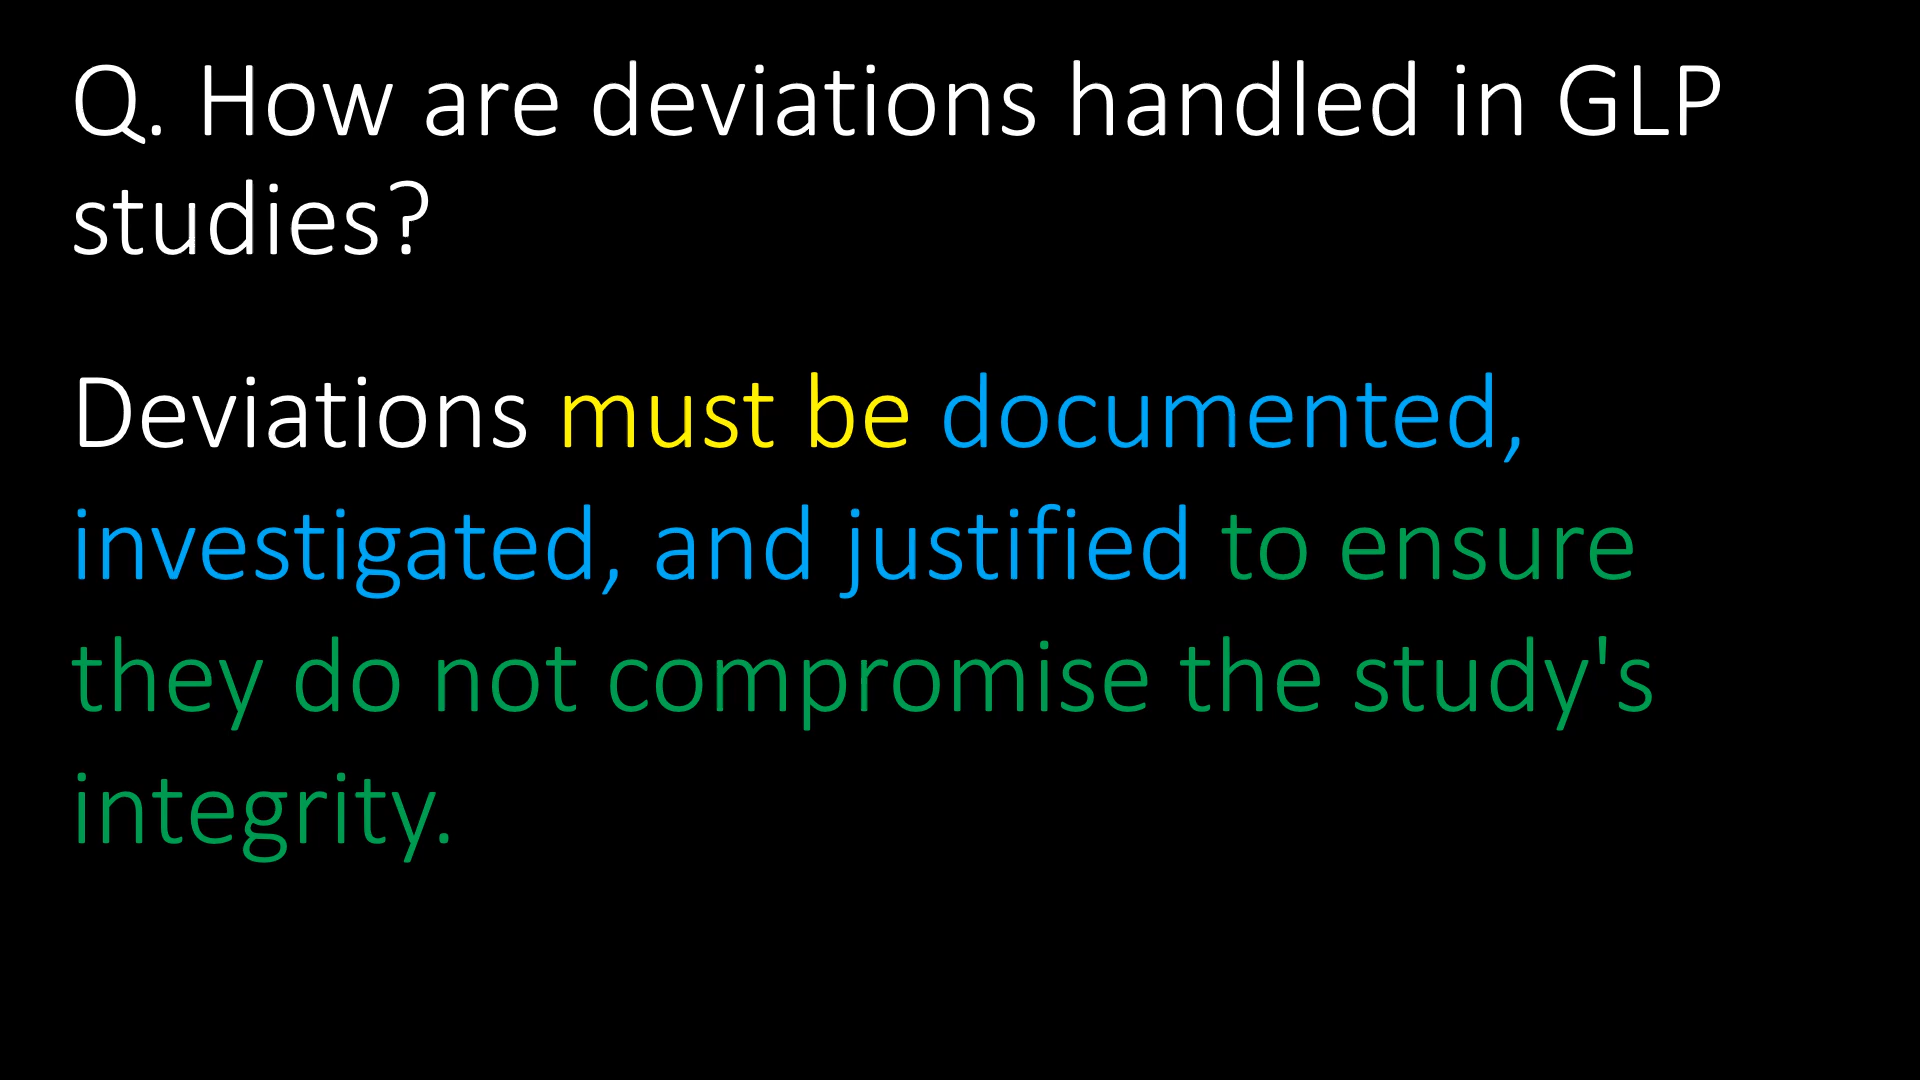 Q. How are deviations handled in GLP
studies?
Deviations must be documented,
investigated, and justified to ensure
they do not compromise the study's
integrity.